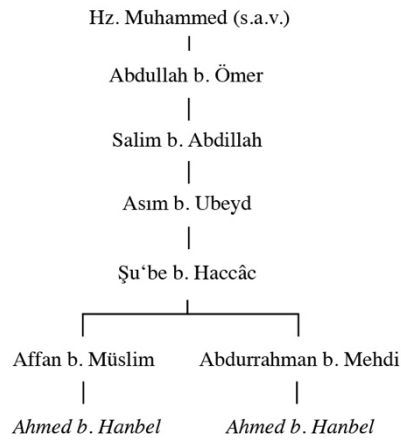 Hz. Muhammed (s.a.v.)
Abdullah b. Ömer
Salim b. Abdillah
Asım b. Ubeyd
Şu‘be b. Haccâc
Affan b. Müslim Abdurrahman b. Mehdi
Ahmed b. Hanbel Ahmed b. Hanbel